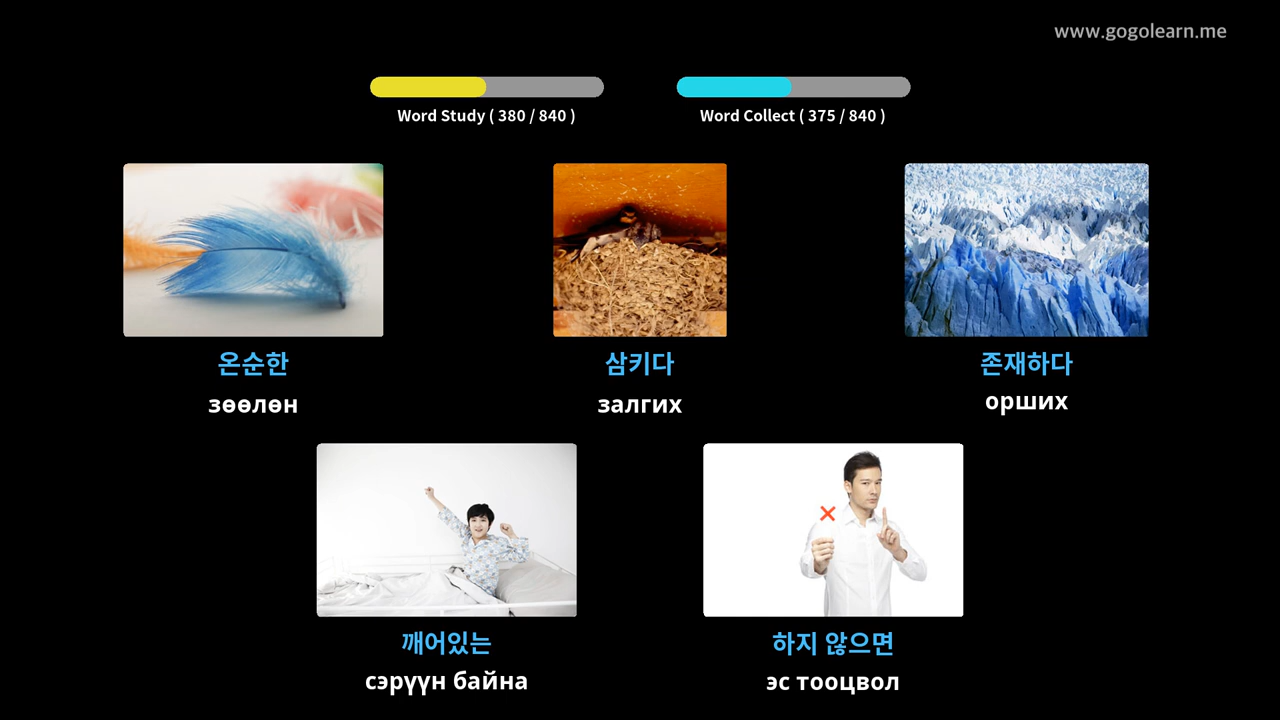 www.gogolearn.me
Word Study ( 380 / 840 )
Word Collect ( 375 / 840 )
온순한
삼키다
존재하다
зөөлөн
залгих
орших
깨어있는
하지 않으면
сэрүүн байна
эс тооцвол